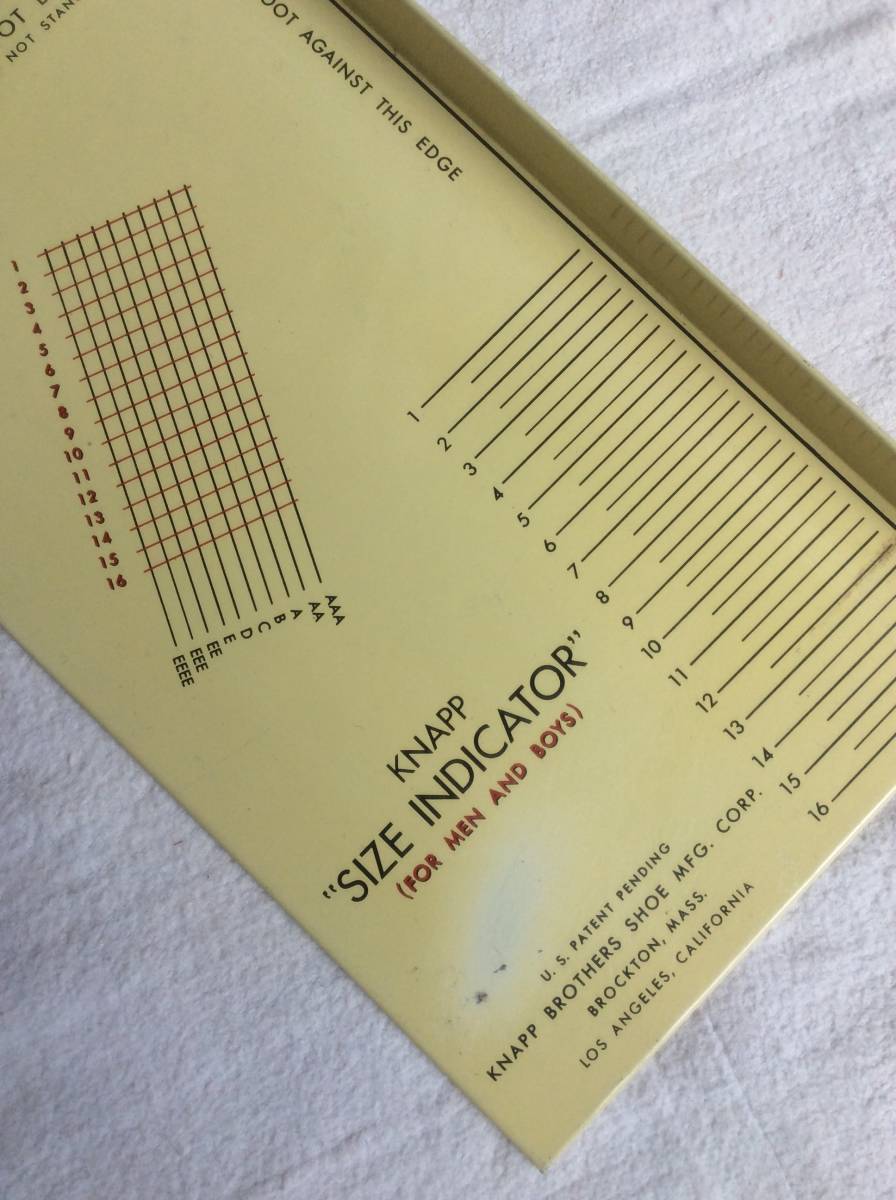 OT
NOT STAN
OOT AGAINST THIS EDGE
1
2
3
4
5
6
7
8
9
10
11
12
13
14
15
16
EEEE
EEE
EE
E
D
C
B
A
AA
AAA
1
2
3
4
5
6
7
8
9
10
11
12
13
14
15
16
KNAPP
"SIZE INDICATOR"
(FOR MEN AND BOYS)
U. S. PATENT PENDING
KNAPP BROTHERS SHOE MFG. CORP.
BROCKTON, MASS.
LOS ANGELES, CALIFORNIA